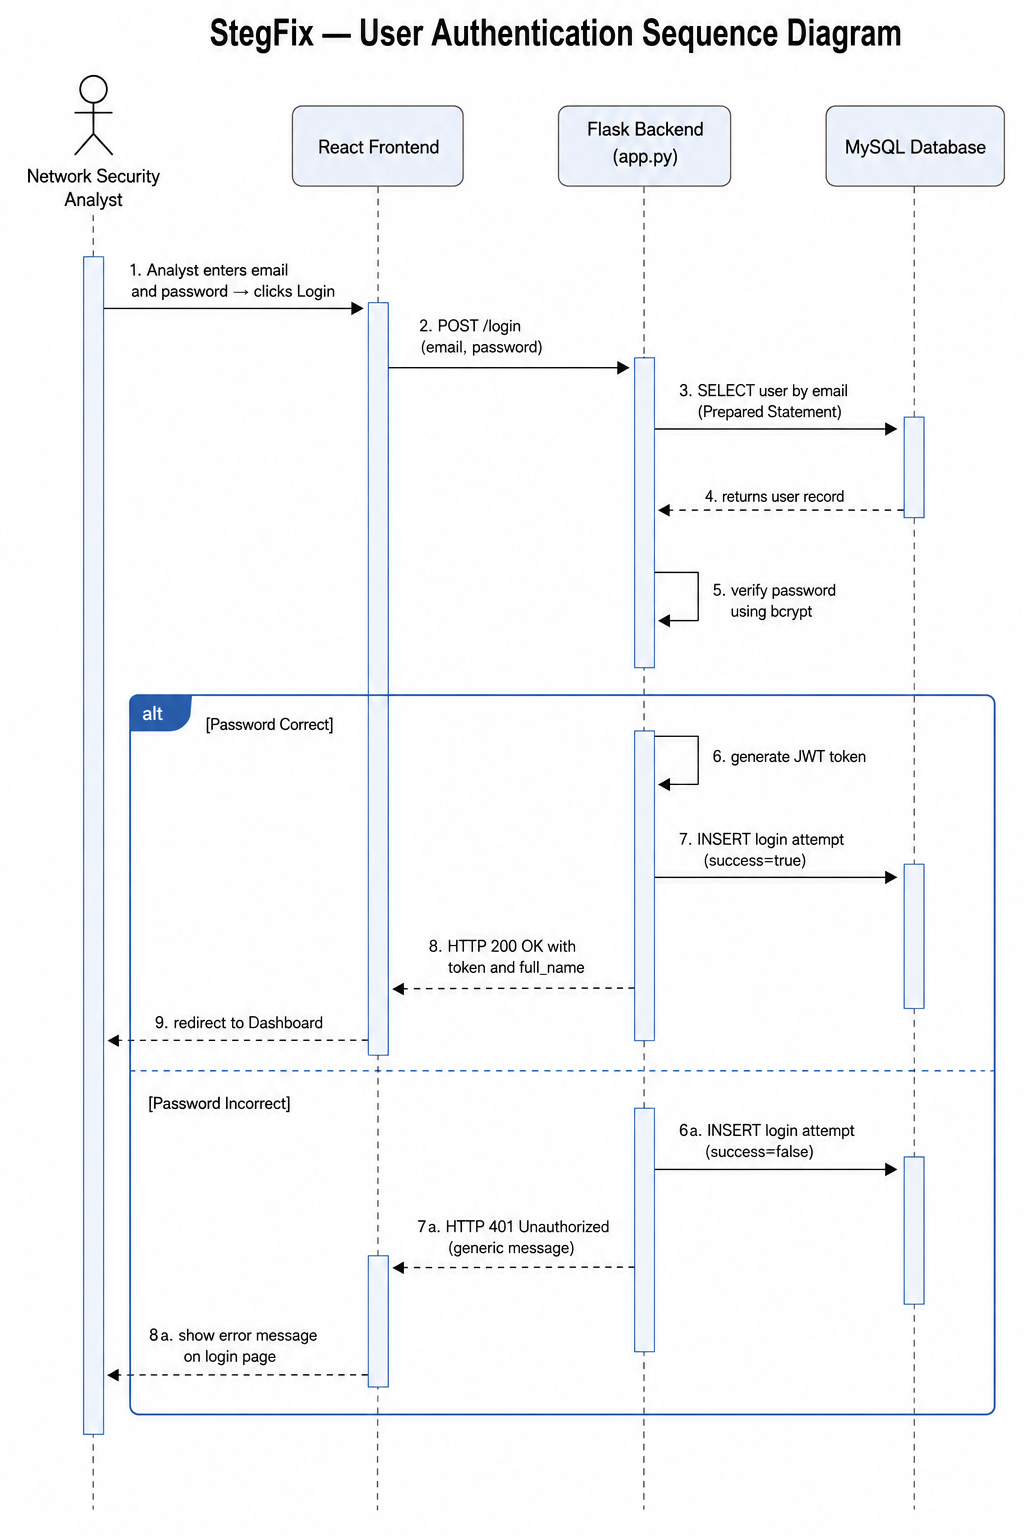 StegFix — User Authentication Sequence Diagram
Network Security
Analyst
React Frontend
Flask Backend
(app.py)
MySQL Database
1. Analyst enters email
and password → clicks Login
2. POST /login
(email, password)
3. SELECT user by email
(Prepared Statement)
4. returns user record
5. verify password
using bcrypt
alt
[Password Correct]
6. generate JWT token
7. INSERT login attempt
(success=true)
8. HTTP 200 OK with
token and full_name
9. redirect to Dashboard
[Password Incorrect]
6a. INSERT login attempt
(success=false)
7a. HTTP 401 Unauthorized
(generic message)
8a. show error message
on login page